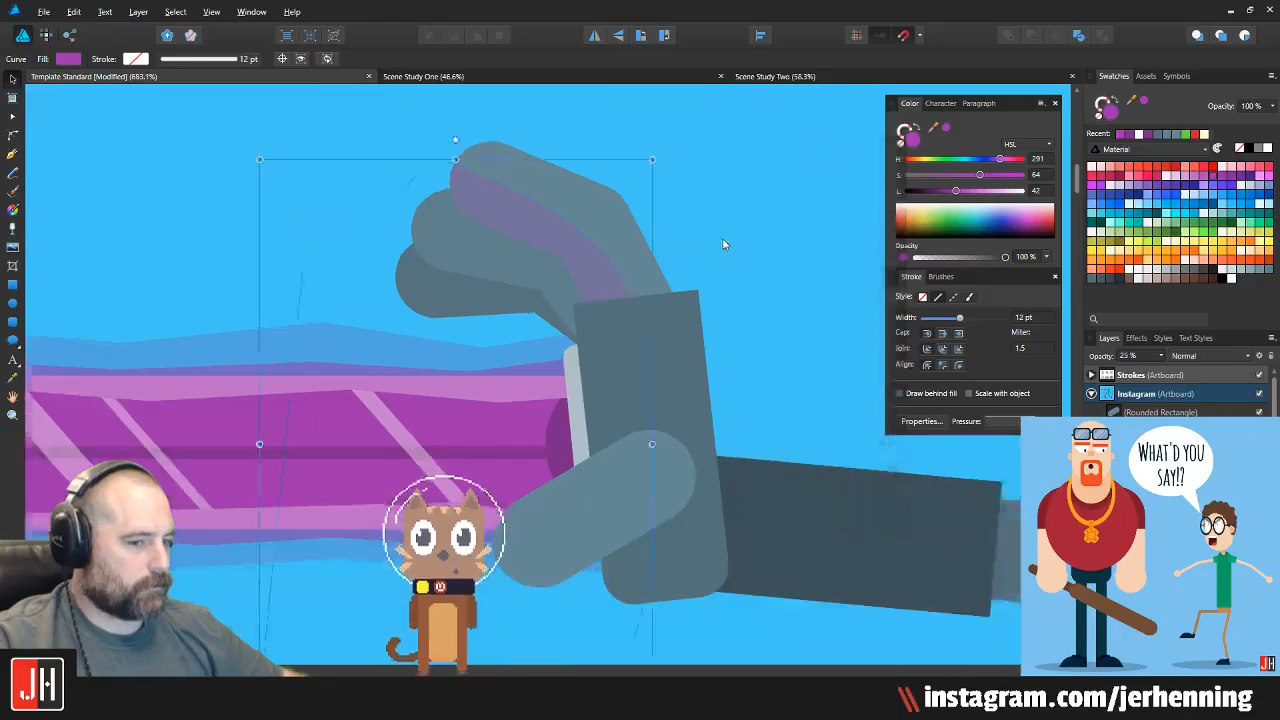 File Edit Text Layer Select View Window Help
Curve Fill: Stroke: 12 pt
Template Standard [Modified] (663.1%) Scene Study One (46.6%) Scene Study Two (58.3%)
Color Character Paragraph
HSL
H: 291
S: 64
L: 42
Opacity
100 %
Stroke Brushes
Style:
Width: 12 pt
Cap: Miter:
Join: 1.5
Align:
Draw behind fill Scale with object
Properties... Pressure:
Swatches Assets Symbols
Opacity: 100 %
Recent:
Material
Layers Effects Styles Text Styles
Opacity: 25 % Normal
Strokes (Artboard)
Instagram (Artboard)
(Rounded Rectangle)
WHAT'D YOU
SAY!?
JH
M
JH
\\ instagram.com/jerhenning